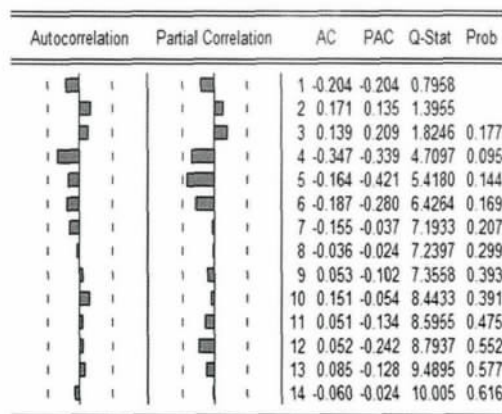 Autocorrelation Partial Correlation AC PAC Q-Stat Prob
1 -0.204 -0.204 0.7958
2 0.171 0.135 1.3955
3 0.139 0.209 1.8246 0.177
4 -0.347 -0.339 4.7097 0.095
5 -0.164 -0.421 5.4180 0.144
6 -0.187 -0.280 6.4264 0.169
7 -0.155 -0.037 7.1933 0.207
8 -0.036 -0.024 7.2397 0.299
9 0.053 -0.102 7.3558 0.393
10 0.151 -0.054 8.4433 0.391
11 0.051 -0.134 8.5955 0.475
12 0.052 -0.242 8.7937 0.552
13 0.085 -0.128 9.4895 0.577
14 -0.060 -0.024 10.005 0.616